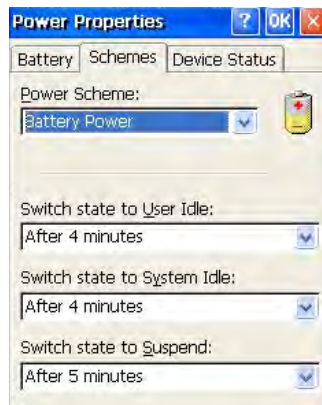 Power Properties ? OK ×
Battery Schemes Device Status
Power Scheme:
Battery Power
Switch state to User Idle:
After 4 minutes
Switch state to System Idle:
After 4 minutes
Switch state to Suspend:
After 5 minutes